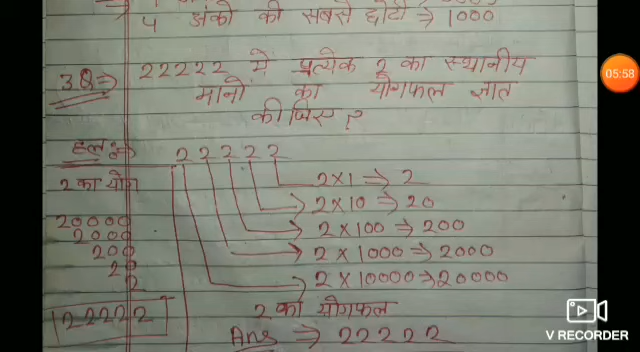 4 अंको की सबसे छोटी ⇒ 1000
3Q⇒ 22222 में प्रत्येक 2 का स्थानीय
मानों का योगफल ज्ञात
कीजिए ?
हल:⇒ 2 2 2 2 2
2 का योग
20000
2000
200
20
2
22222
2×1 ⇒ 2
2×10 ⇒ 20
2×100 ⇒ 200
2×1000 ⇒ 2000
2×10000 ⇒ 20000
2 का योगफल
Ans ⇒ 22222
05:58
V RECORDER